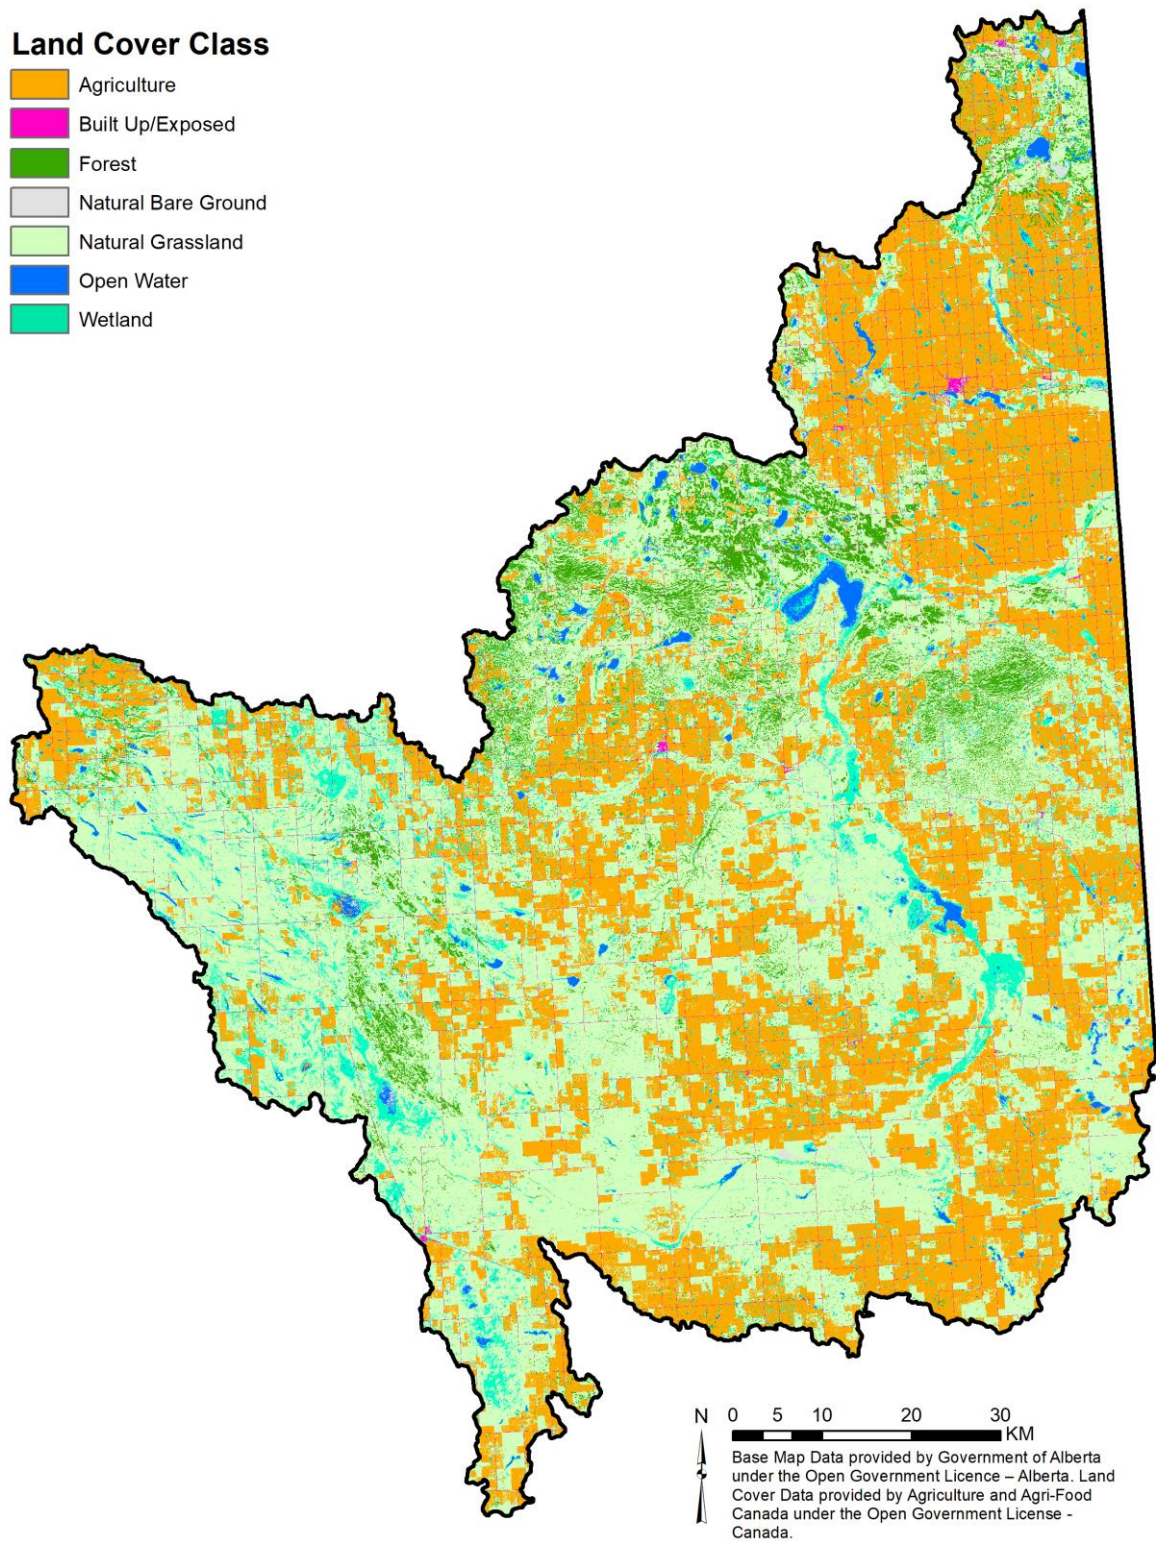 Land Cover Class
Agriculture
Built Up/Exposed
Forest
Natural Bare Ground
Natural Grassland
Open Water
Wetland
N 0 5 10 20 30
KM
Base Map Data provided by Government of Alberta
under the Open Government Licence – Alberta. Land
Cover Data provided by Agriculture and Agri-Food
Canada under the Open Government License -
Canada.